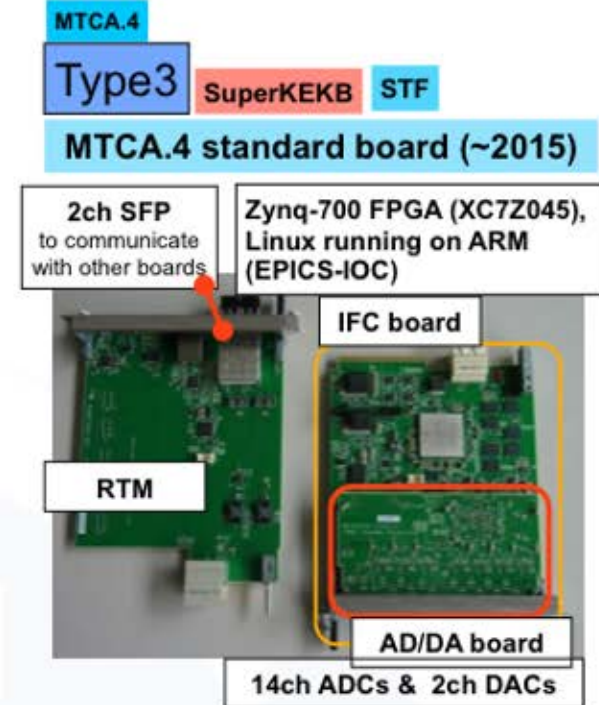 MTCA.4
Type3 SuperKEKB STF
MTCA.4 standard board (~2015)
2ch SFP
to communicate
with other boards
Zynq-700 FPGA (XC7Z045),
Linux running on ARM
(EPICS-IOC)
IFC board
RTM
AD/DA board
14ch ADCs & 2ch DACs